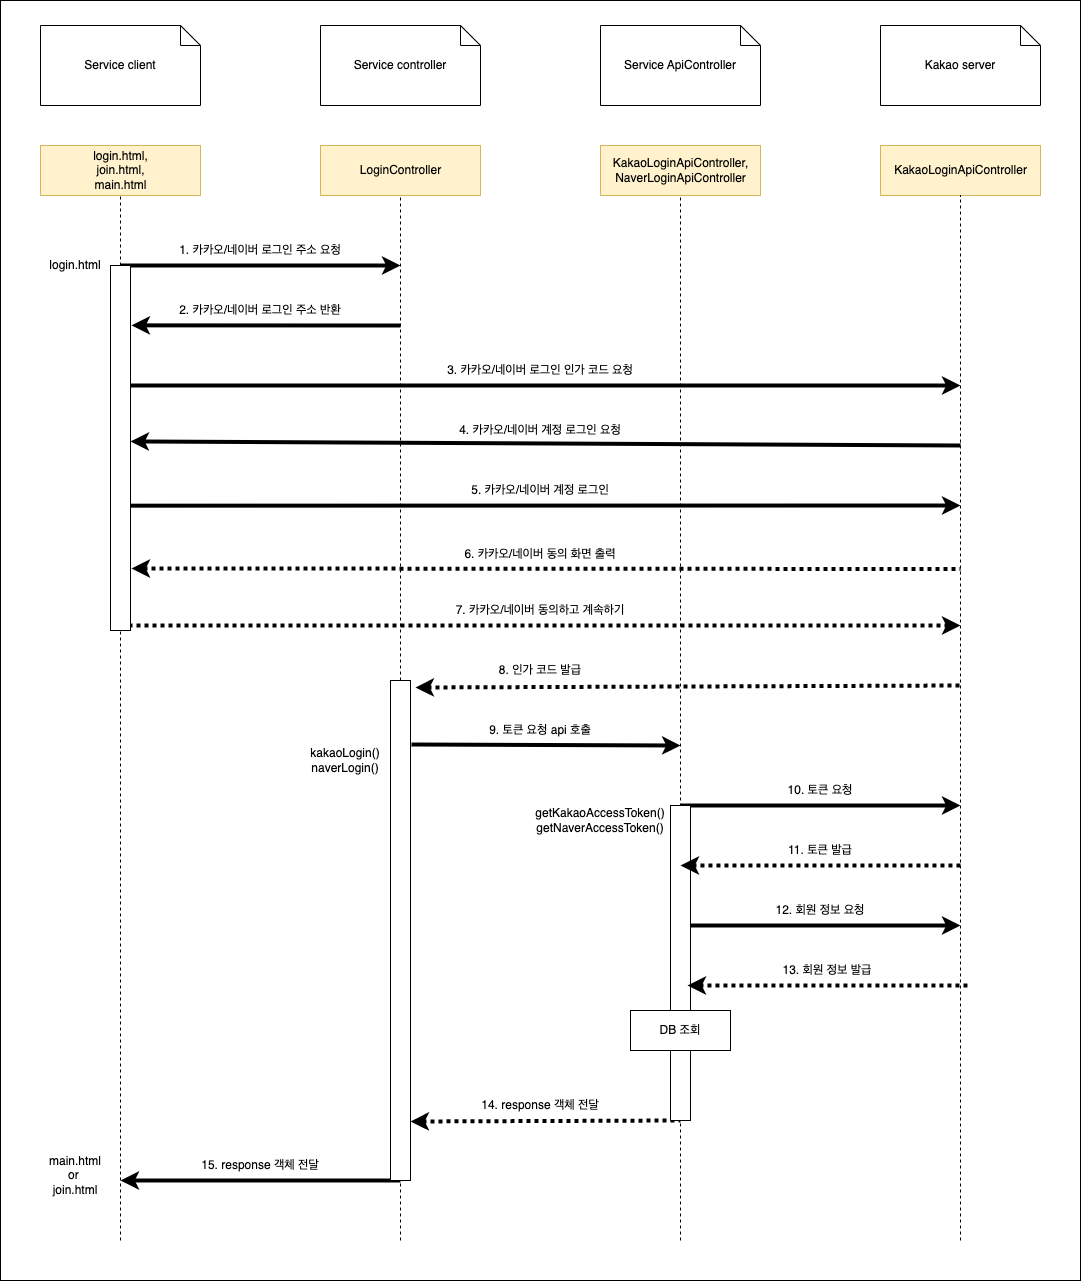 Service client
Service controller
Service ApiController
Kakao server
login.html,
join.html,
main.html
LoginController
KakaoLoginApiController,
NaverLoginApiController
KakaoLoginApiController
1. 카카오/네이버 로그인 주소 요청
login.html
2. 카카오/네이버 로그인 주소 반환
3. 카카오/네이버 로그인 인가 코드 요청
4. 카카오/네이버 계정 로그인 요청
5. 카카오/네이버 계정 로그인
6. 카카오/네이버 동의 화면 출력
7. 카카오/네이버 동의하고 계속하기
8. 인가 코드 발급
9. 토큰 요청 api 호출
kakaoLogin()
naverLogin()
10. 토큰 요청
getKakaoAccessToken()
getNaverAccessToken()
11. 토큰 발급
12. 회원 정보 요청
13. 회원 정보 발급
DB 조회
14. response 객체 전달
15. response 객체 전달
main.html
or
join.html